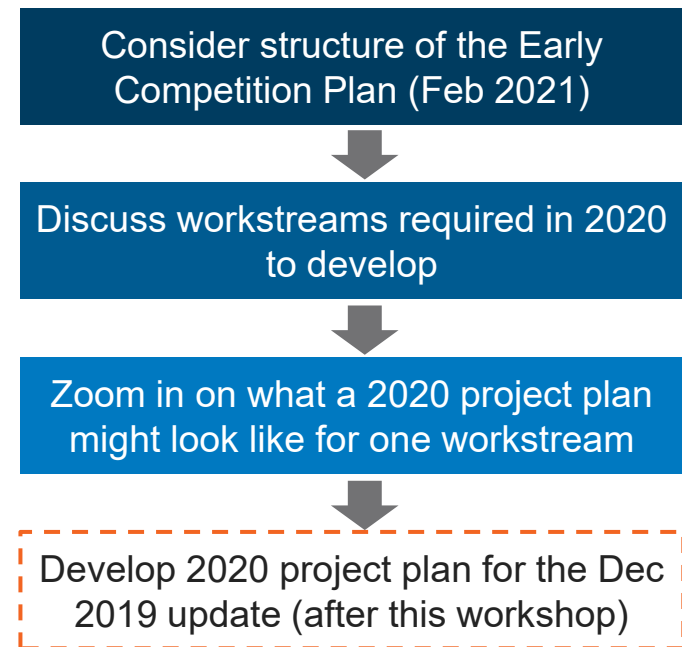 Consider structure of the Early
Competition Plan (Feb 2021)
Discuss workstreams required in 2020
to develop
Zoom in on what a 2020 project plan
might look like for one workstream
Develop 2020 project plan for the Dec
2019 update (after this workshop)